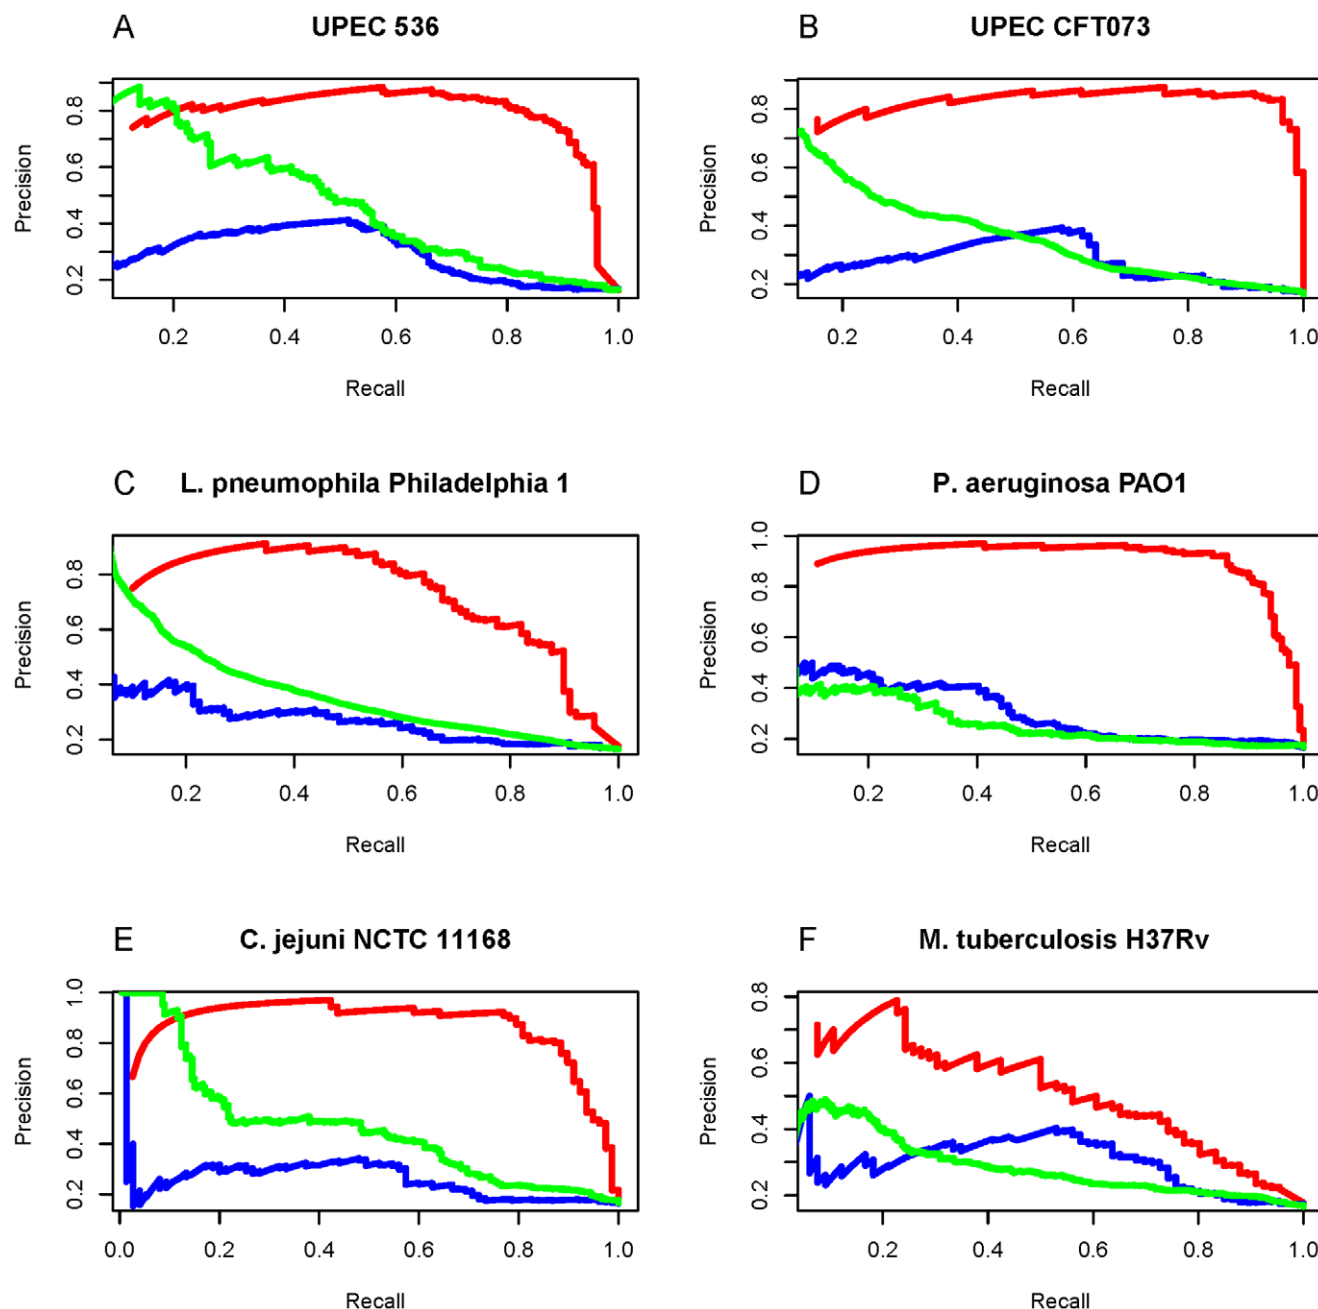 A UPEC 536
Precision
0.8
0.6
0.4
0.2
0.2 0.4 0.6 0.8 1.0
Recall
B UPEC CFT073
Precision
0.8
0.6
0.4
0.2
0.2 0.4 0.6 0.8 1.0
Recall
C L. pneumophila Philadelphia 1
Precision
0.8
0.6
0.4
0.2
0.2 0.4 0.6 0.8 1.0
Recall
D P. aeruginosa PAO1
Precision
1.0
0.8
0.6
0.4
0.2
0.2 0.4 0.6 0.8 1.0
Recall
E C. jejuni NCTC 11168
Precision
1.0
0.8
0.6
0.4
0.2
0.0 0.2 0.4 0.6 0.8 1.0
Recall
F M. tuberculosis H37Rv
Precision
0.8
0.6
0.4
0.2
0.2 0.4 0.6 0.8 1.0
Recall